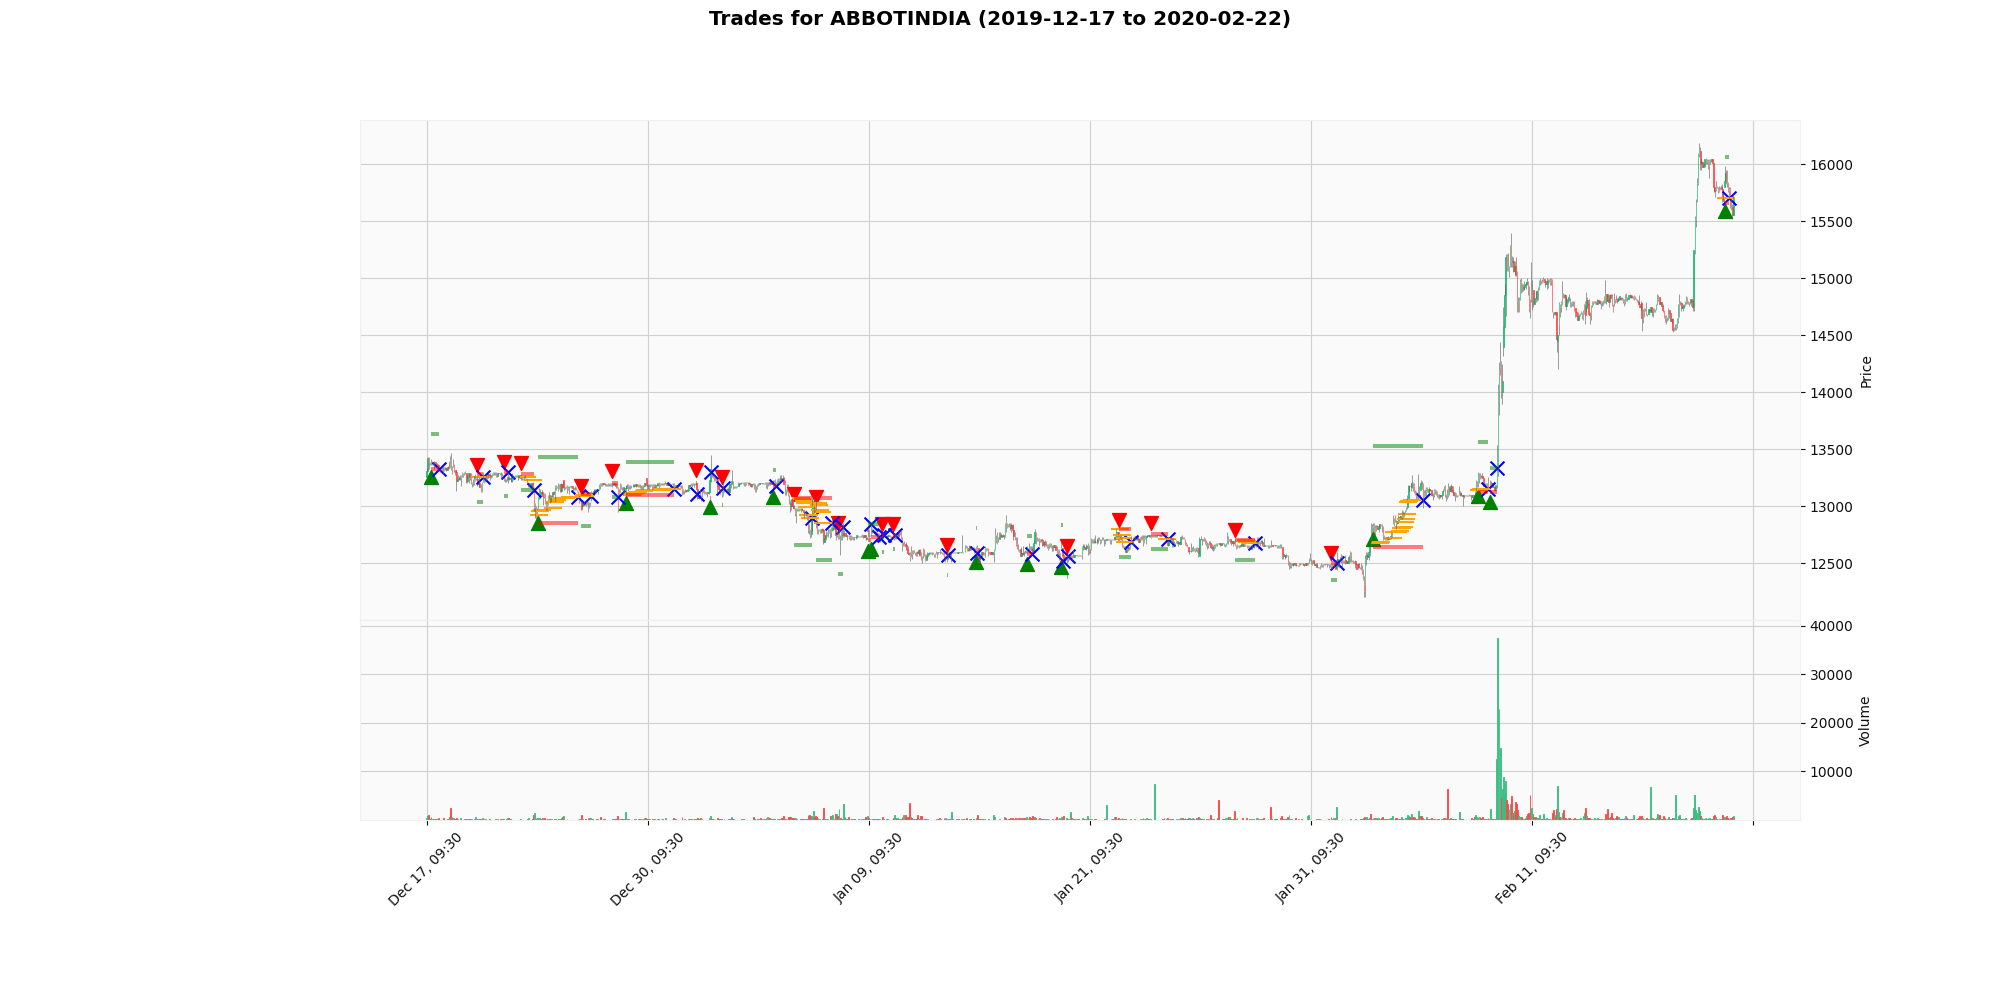 Trades for ABBOTINDIA (2019-12-17 to 2020-02-22)
16000
15500
15000
14500
14000
13500
13000
12500
Price
40000
30000
20000
10000
Volume
Dec 17, 09:30
Dec 30, 09:30
Jan 09, 09:30
Jan 21, 09:30
Jan 31, 09:30
Feb 11, 09:30